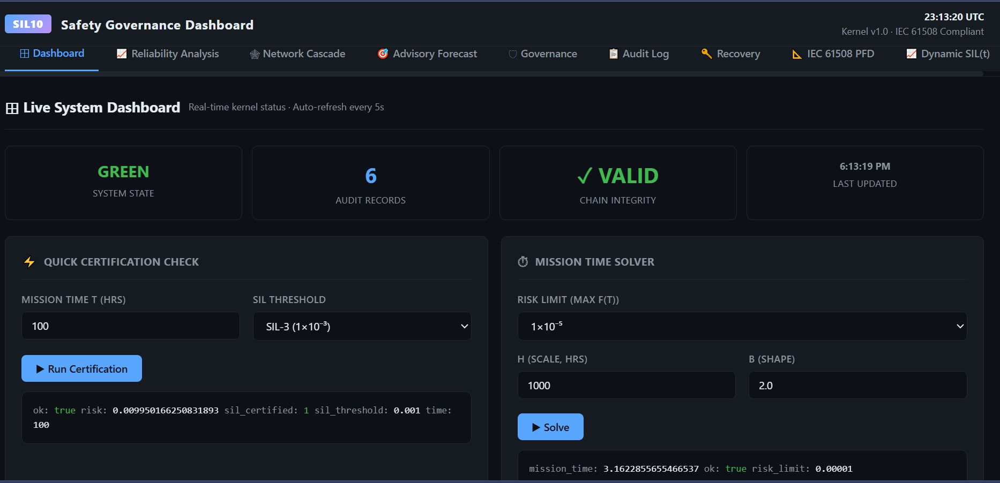 SIL10 Safety Governance Dashboard
23:13:20 UTC
Kernel v1.0 · IEC 61508 Compliant
Dashboard Reliability Analysis Network Cascade Advisory Forecast Governance Audit Log Recovery IEC 61508 PFD Dynamic SIL(t)
Live System Dashboard Real-time kernel status · Auto-refresh every 5s
GREEN
SYSTEM STATE
6
AUDIT RECORDS
✓ VALID
CHAIN INTEGRITY
6:13:19 PM
LAST UPDATED
QUICK CERTIFICATION CHECK
MISSION TIME T (HRS) SIL THRESHOLD
100 SIL-3 (1×10⁻³)
▶ Run Certification
ok: true risk: 0.009950166250831893 sil_certified: 1 sil_threshold: 0.001 time:
100
MISSION TIME SOLVER
RISK LIMIT (MAX F(T))
1×10⁻⁵
H (SCALE, HRS) B (SHAPE)
1000 2.0
▶ Solve
mission_time: 3.1622855655466537 ok: true risk_limit: 0.00001